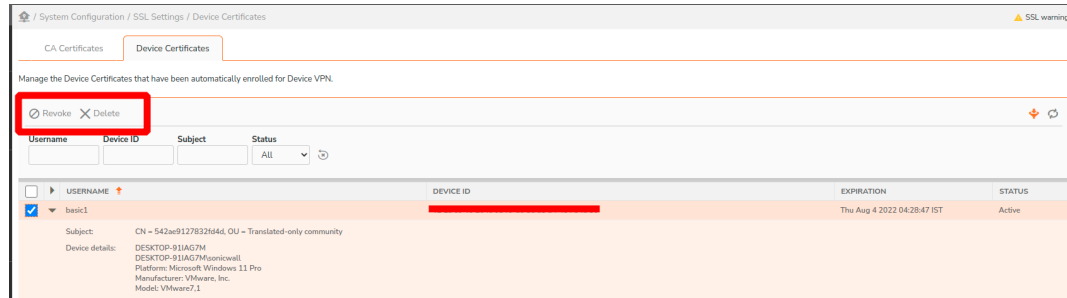 / System Configuration / SSL Settings / Device Certificates
SSL warning
CA Certificates
Device Certificates
Manage the Device Certificates that have been automatically enrolled for Device VPN.
Revoke Delete
Username Device ID Subject Status
All
USERNAME DEVICE ID EXPIRATION STATUS
basic1 Thu Aug 4 2022 04:28:47 IST Active
Subject: CN = 542ae9127832fd4d, OU = Translated-only community
Device details: DESKTOP-91IAG7M
DESKTOP-91IAG7M\sonicwall
Platform: Microsoft Windows 11 Pro
Manufacturer: VMware, Inc.
Model: VMware7,1